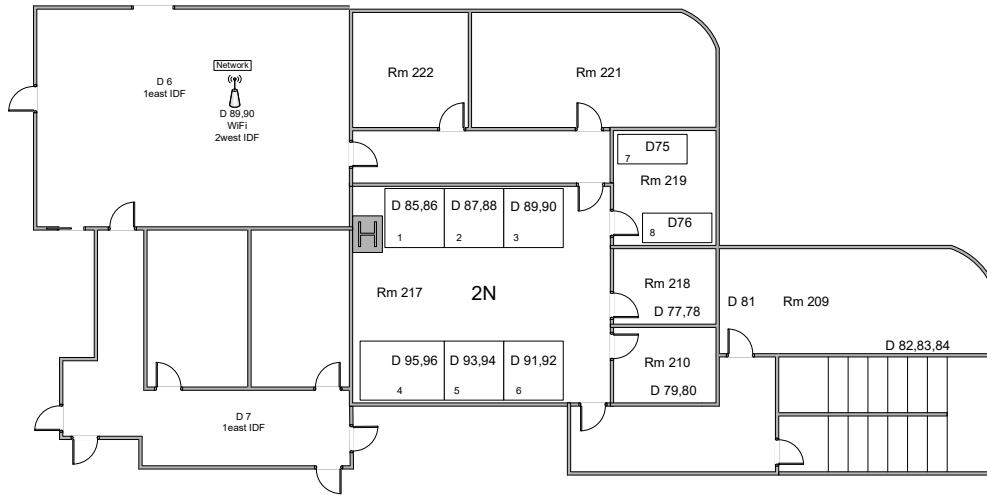 Network
D 6
1east IDF
D 89,90
WiFi
2west IDF
Rm 222
Rm 221
D75
7
Rm 219
D76
8
D 85,86
1
D 87,88
2
D 89,90
3
Rm 217
2N
Rm 218
D 77,78
D 81
Rm 209
D 82,83,84
D 95,96
4
D 93,94
5
D 91,92
6
Rm 210
D 79,80
D 7
1east IDF